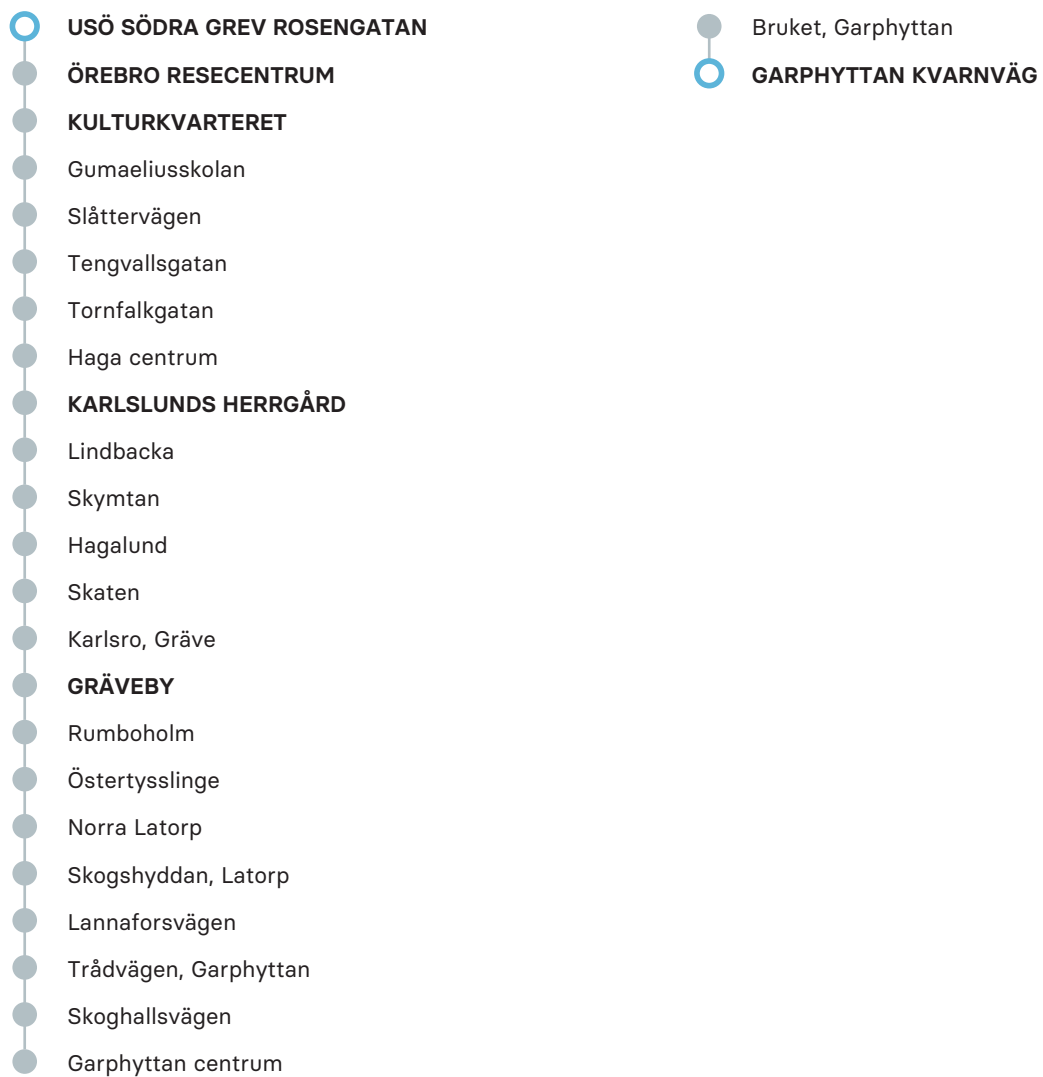 USÖ SÖDRA GREV ROSENGATAN
ÖREBRO RESECENTRUM
KULTURKVARTERET
Gumaeliusskolan
Slåttervägen
Tengvallsgatan
Tornfalkgatan
Haga centrum
KARLSLUNDS HERRGÅRD
Lindbacka
Skymtan
Hagalund
Skaten
Karlsro, Gräve
GRÄVEBY
Rumboholm
Östertysslinge
Norra Latorp
Skogshyddan, Latorp
Lannaforsvägen
Trådvägen, Garphyttan
Skoghallsvägen
Garphyttan centrum
Bruket, Garphyttan
GARPHYTTAN KVARNVÄG